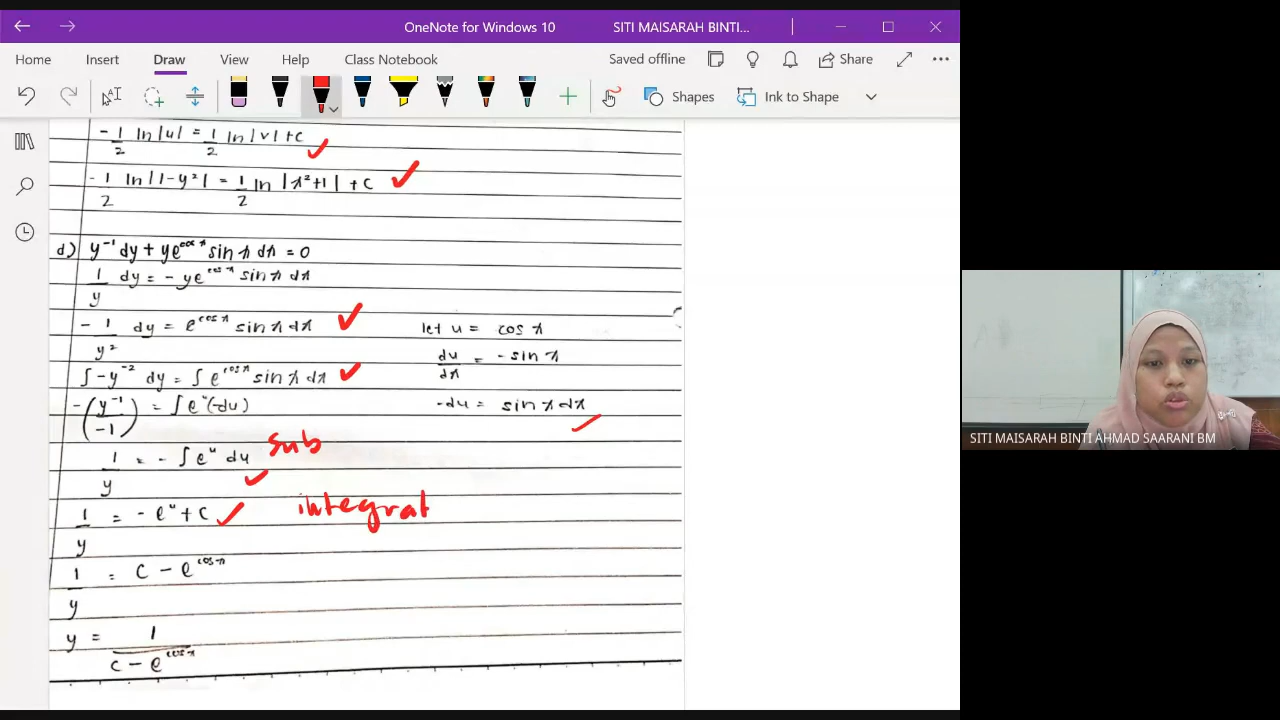 OneNote for Windows 10
SITI MAISARAH BINTI...
Home Insert Draw View Help Class Notebook
Saved offline
Share
Shapes
Ink to Shape
-1/2 ln|u| = 1/2 ln|v|+c
-1/2 ln|1-y²| = 1/2 ln|x²+1| + c
d) y⁻¹dy + ye^cos x sin x dx = 0
1/y dy = - ye^cos x sin x dx
-1/y² dy = e^cos x sin x dx
let u = cos x
du/dx = - sin x
∫-y⁻² dy = ∫ e^cos x sin x dx
-(y⁻¹/-1) = ∫e^u(-du)
-du = sin x dx
sub
1/y = - ∫e^u du
1/y = - e^u + c
integrat
1/y = c - e^cos x
y = 1/(c - e^cos x)
SITI MAISARAH BINTI AHMAD SAARANI BM